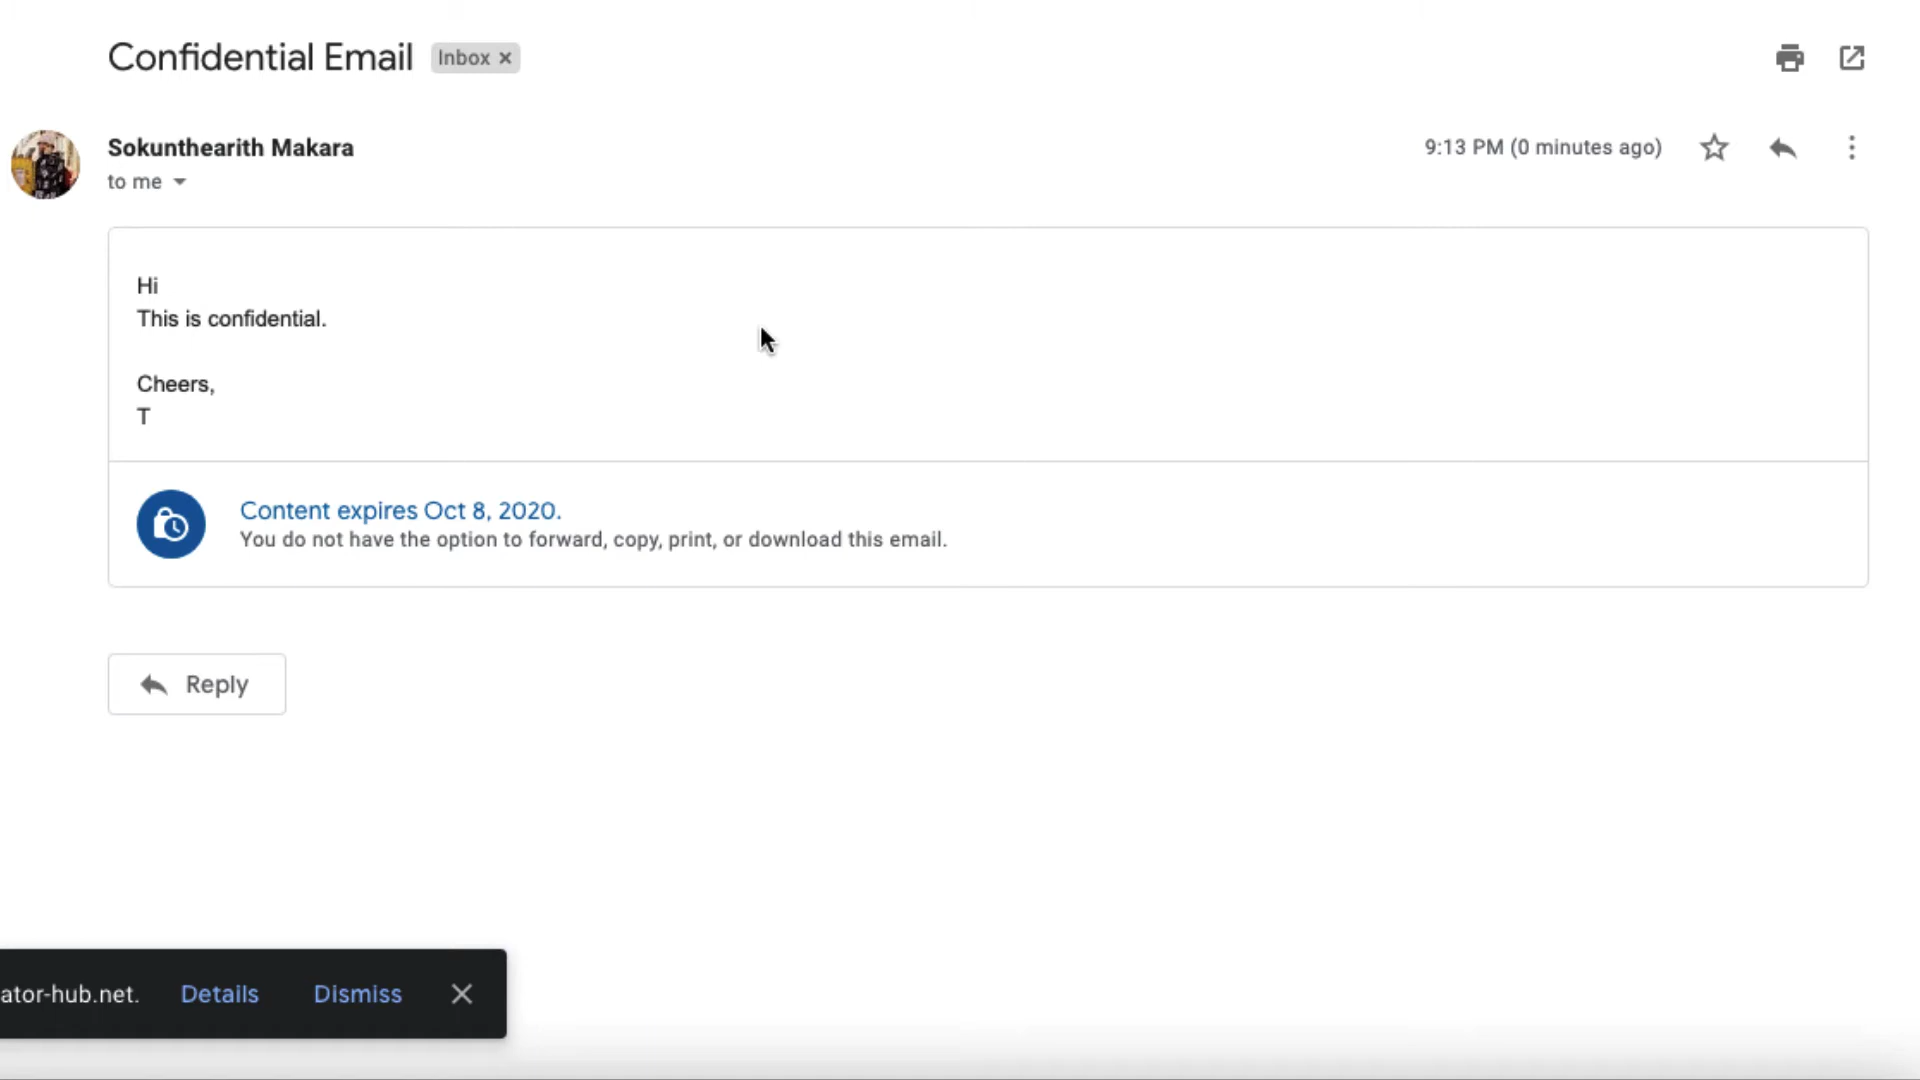 Confidential Email Inbox ×
Sokunthearith Makara
9:13 PM (0 minutes ago)
to me
Hi
This is confidential.
Cheers,
T
Content expires Oct 8, 2020.
You do not have the option to forward, copy, print, or download this email.
Reply
ator-hub.net. Details Dismiss